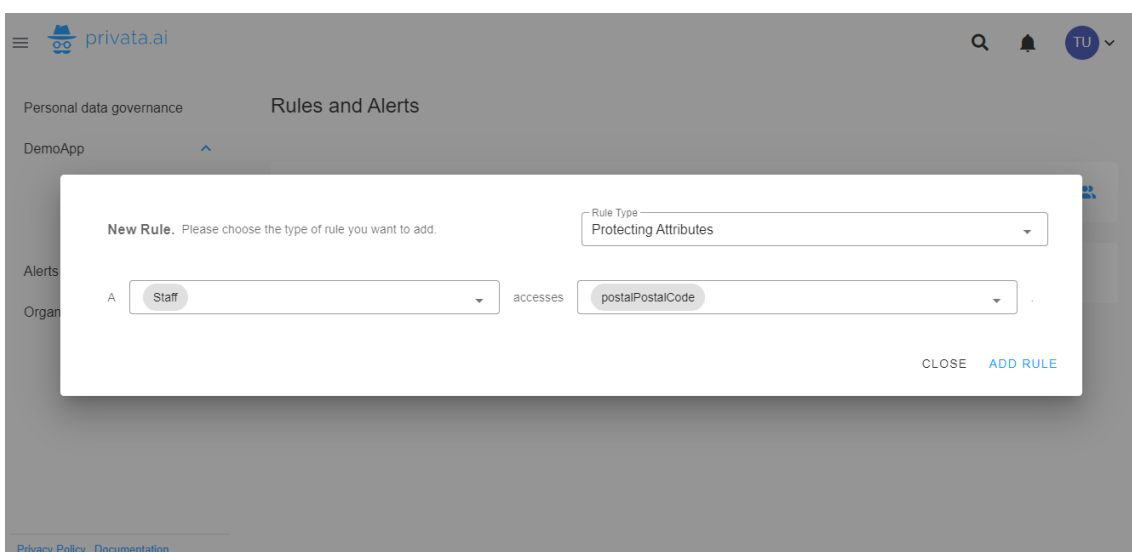 privata.ai
TU
Personal data governance
Rules and Alerts
DemoApp
New Rule. Please choose the type of rule you want to add.
Rule Type
Protecting Attributes
Alerts
A Staff accesses postalPostalCode .
Organ
CLOSE ADD RULE
Privacy Policy Documentation